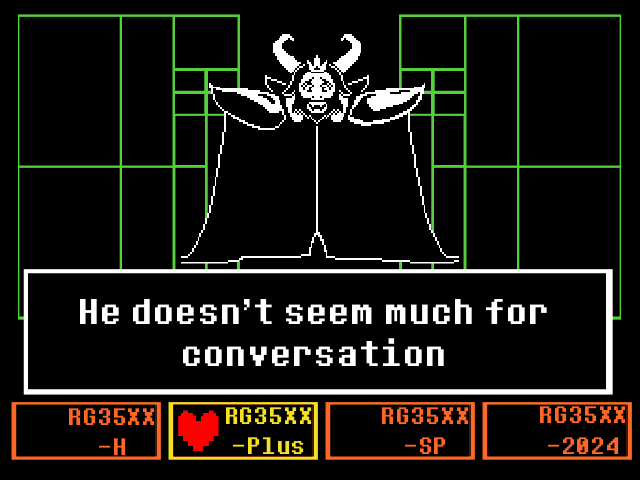 He doesn't seem much for
conversation
RG35XX
-H
RG35XX
-Plus
RG35XX
-SP
RG35XX
-2024